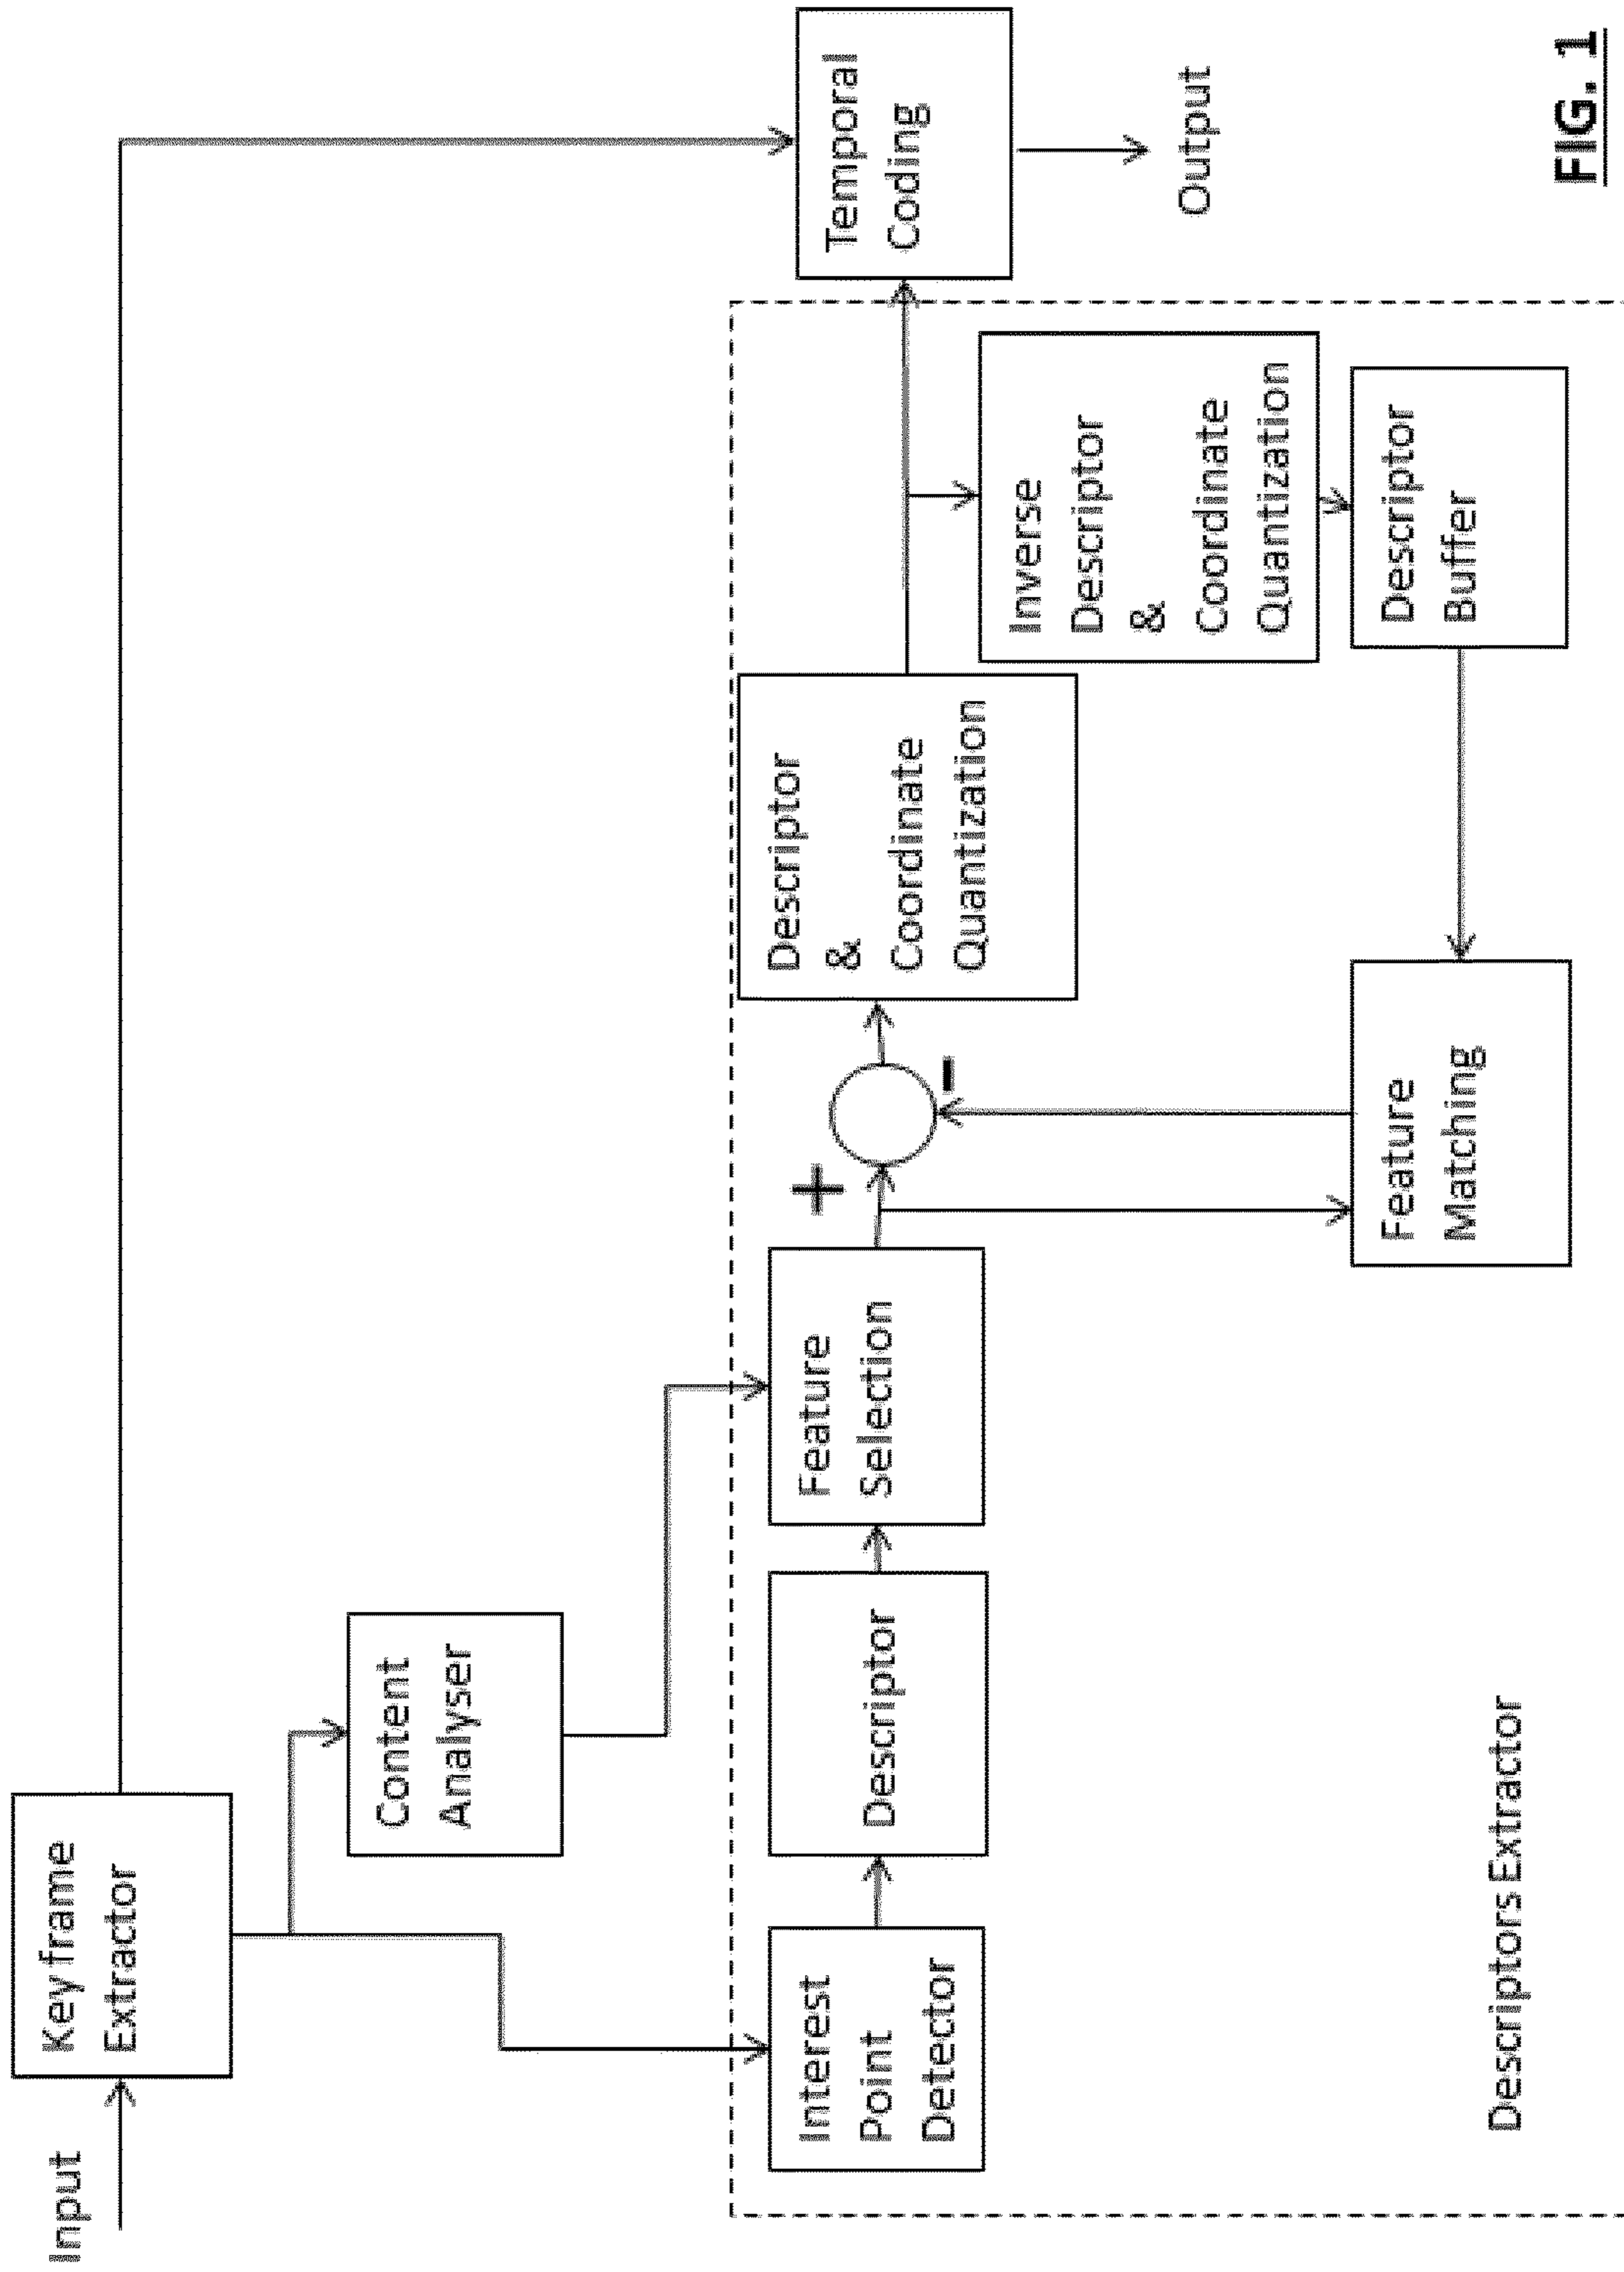 Input
Key frame
Extractor
Content
Analyser
Interest
Point
Detector
Descriptor
Feature
Selection
+
-
Descriptor
&
Coordinate
Quantization
Temporal
Coding
Output
Inverse
Descriptor
&
Coordinate
Quantization
Feature
Matching
Descriptor
Buffer
Descriptors Extractor
FIG. 1